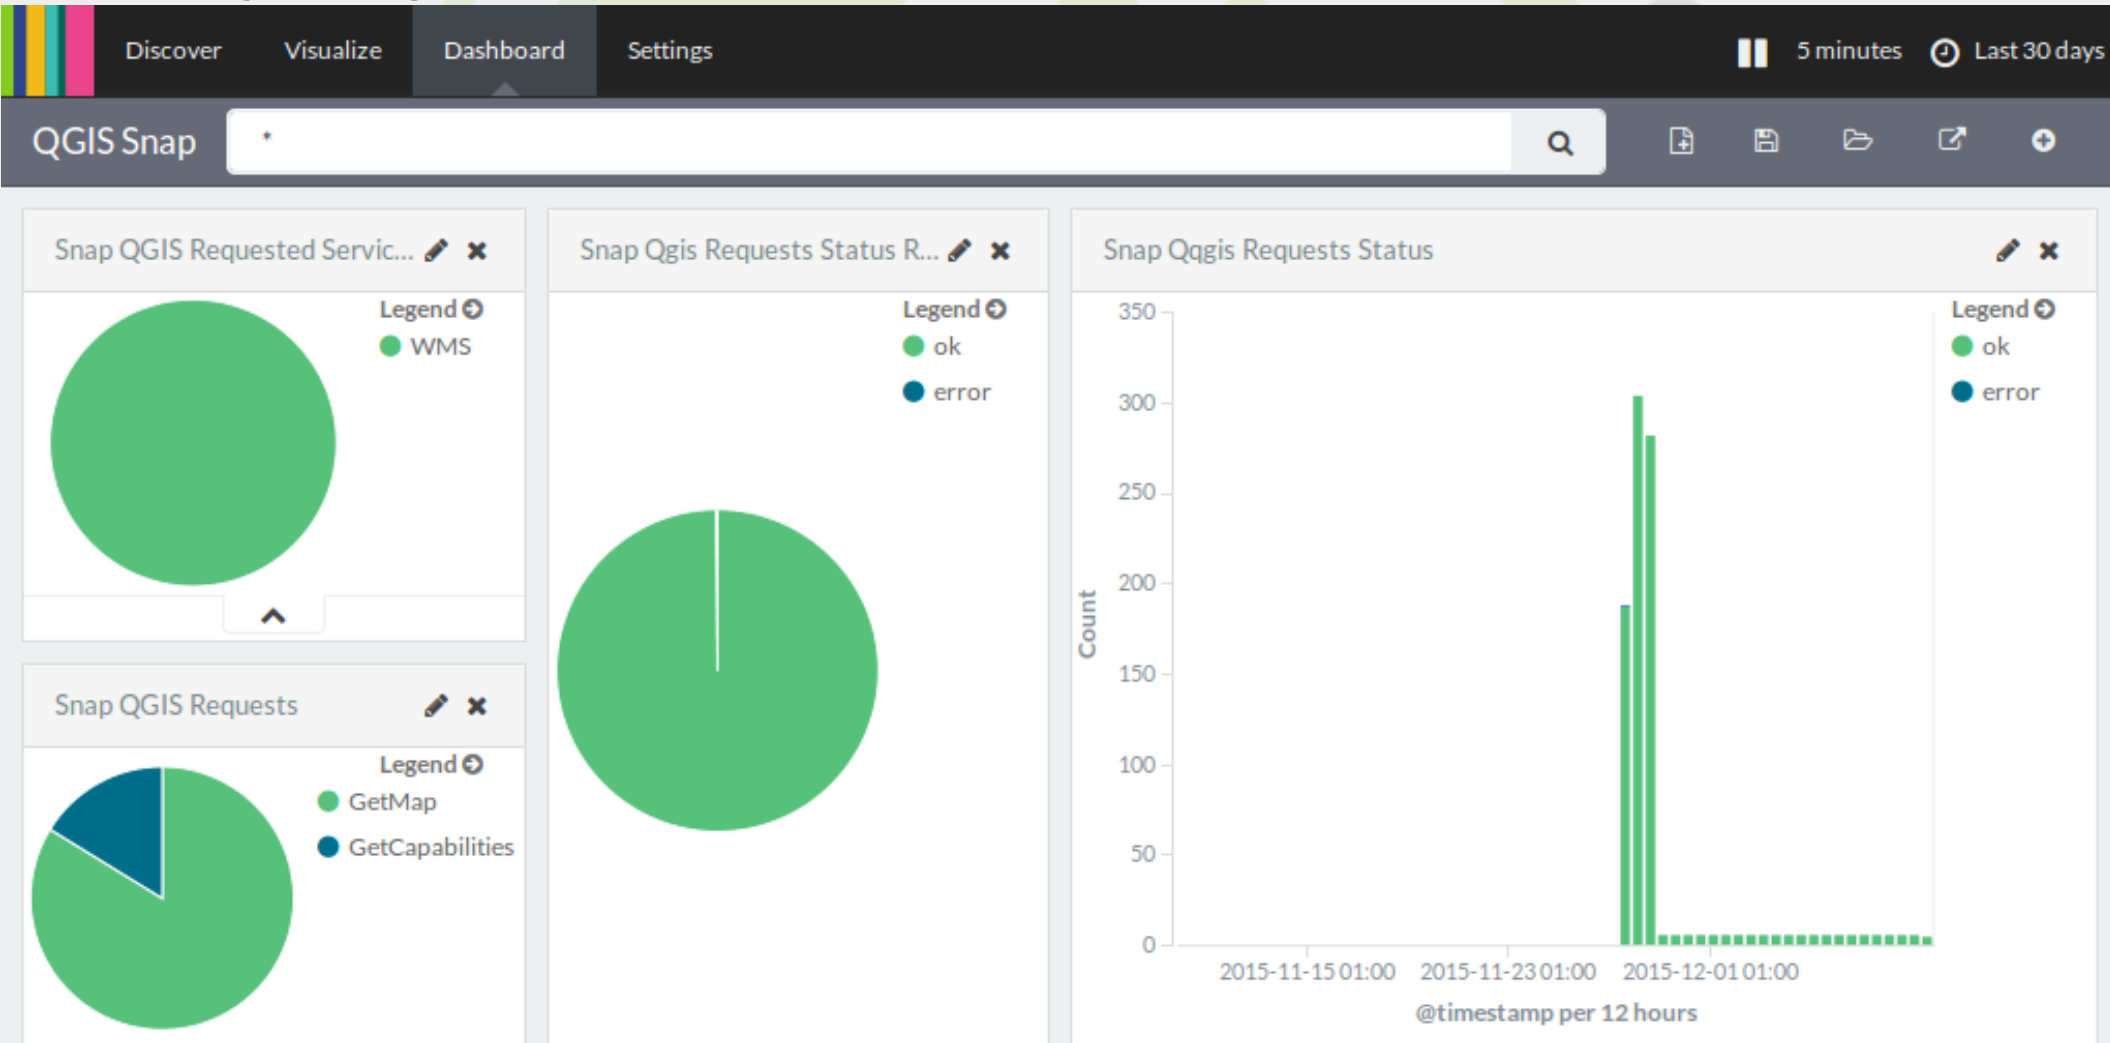 Discover Visualize Dashboard Settings 5 minutes Last 30 days
QGIS Snap *
Snap QGIS Requested Servic...
Legend
WMS
Snap QGIS Requests
Legend
GetMap
GetCapabilities
Snap Qgis Requests Status R...
Legend
ok
error
Snap Qqgis Requests Status
Legend
ok
error
350
300
250
200
150
100
50
0
Count
2015-11-15 01:00 2015-11-23 01:00 2015-12-01 01:00
@timestamp per 12 hours